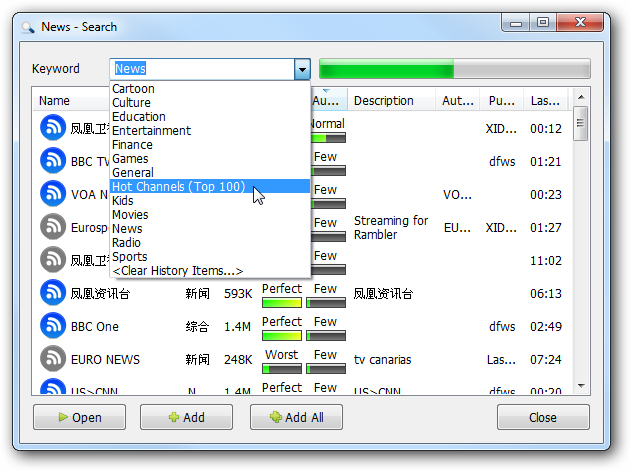 News - Search
Keyword
News
Cartoon
Culture
Education
Entertainment
Finance
Games
General
Hot Channels (Top 100)
Kids
Movies
News
Radio
Sports
<Clear History Items...>
Name Au... Description Aut... Pu... Las...
凤凰卫 Normal XID... 00:12
BBC TV Few dfws 01:21
VOA N Few VO... 00:23
Eurosp Few Streaming for Rambler EU... XID... 01:27
凤凰卫 Few 11:02
凤凰资讯台 新闻 593K Perfect Few 凤凰资讯台 06:13
BBC One 综合 1.4M Perfect Few dfws 02:49
EURO NEWS 新闻 248K Worst Few tv canarias Las... 07:24
US>CNN N... 1.4M Perfect Few US>CNN dfws 00:20
Open Add Add All Close